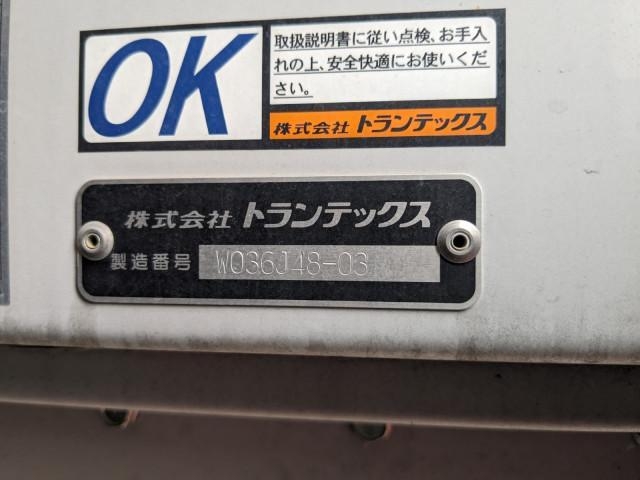 OK
取扱説明書に従い点検、お手入
れの上、安全快適にお使いくだ
さい。
株式会社 トランテックス
株式会社 トランテックス
製造番号 W036J48-03